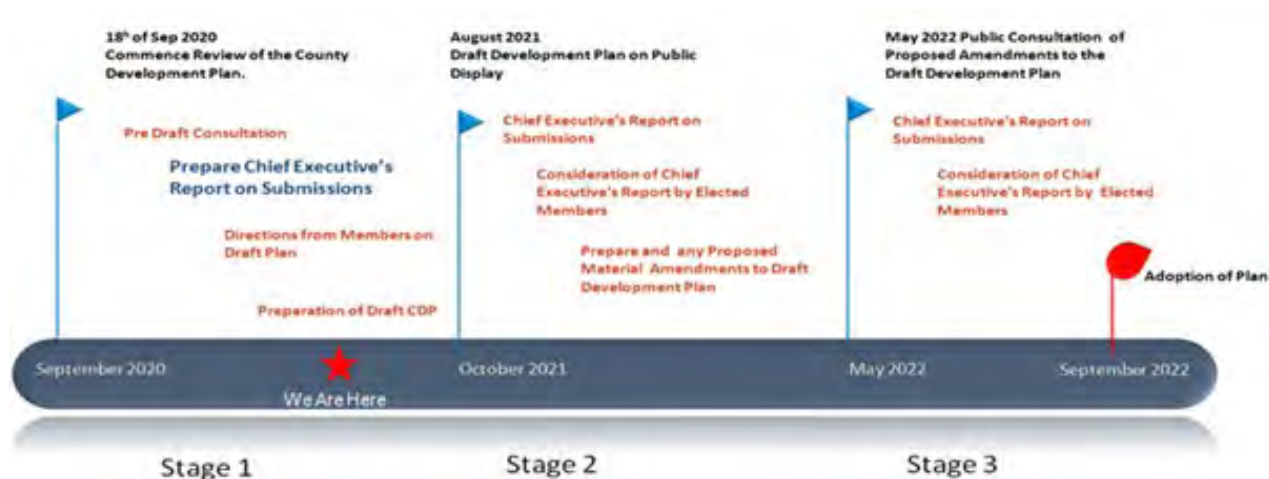 18th of Sep 2020
Commence Review of the County
Development Plan.
Pre Draft Consultation
Prepare Chief Executive's
Report on Submissions
Directions from Members on
Draft Plan
Preparation of Draft CDP
August 2021
Draft Development Plan on Public
Display
Chief Executive's Report on
Submissions
Consideration of Chief
Executive's Report by Elected
Members
Prepare and any Proposed
Material Amendments to Draft
Development Plan
May 2022 Public Consultation of
Proposed Amendments to the
Draft Development Plan
Chief Executive's Report on
Submissions
Consideration of Chief
Executive's Report by Elected
Members
Adoption of Plan
September 2020
We Are Here
October 2021
May 2022
September 2022
Stage 1
Stage 2
Stage 3